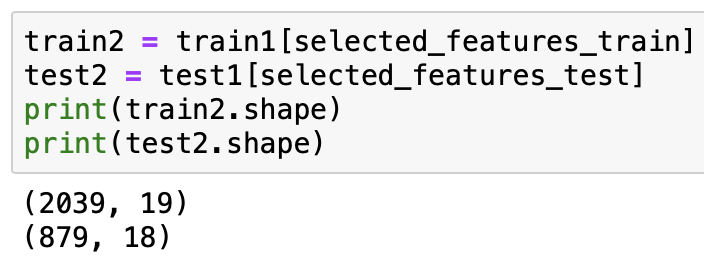 train2 = train1[selected_features_train]
test2 = test1[selected_features_test]
print(train2.shape)
print(test2.shape)
(2039, 19)
(879, 18)